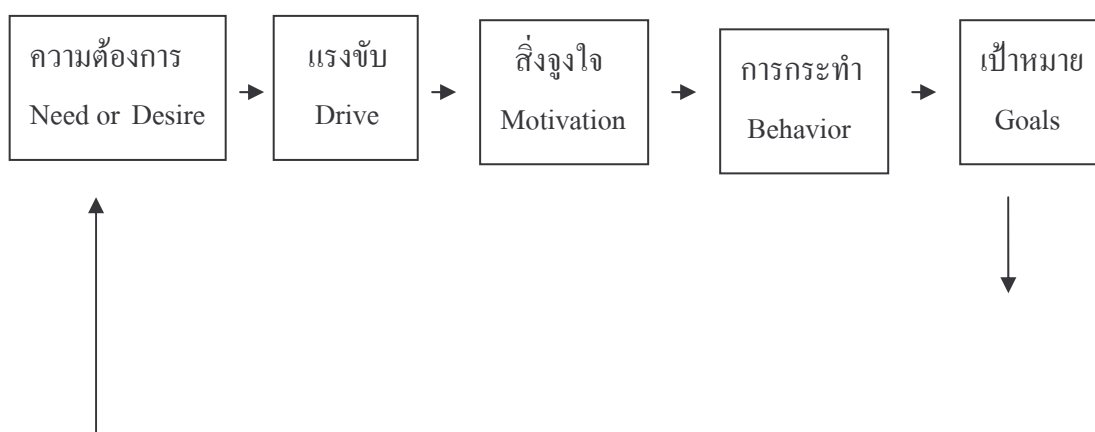 ความต้องการ
Need or Desire
แรงขับ
Drive
สิ่งจูงใจ
Motivation
การกระทำ
Behavior
เป้าหมาย
Goals